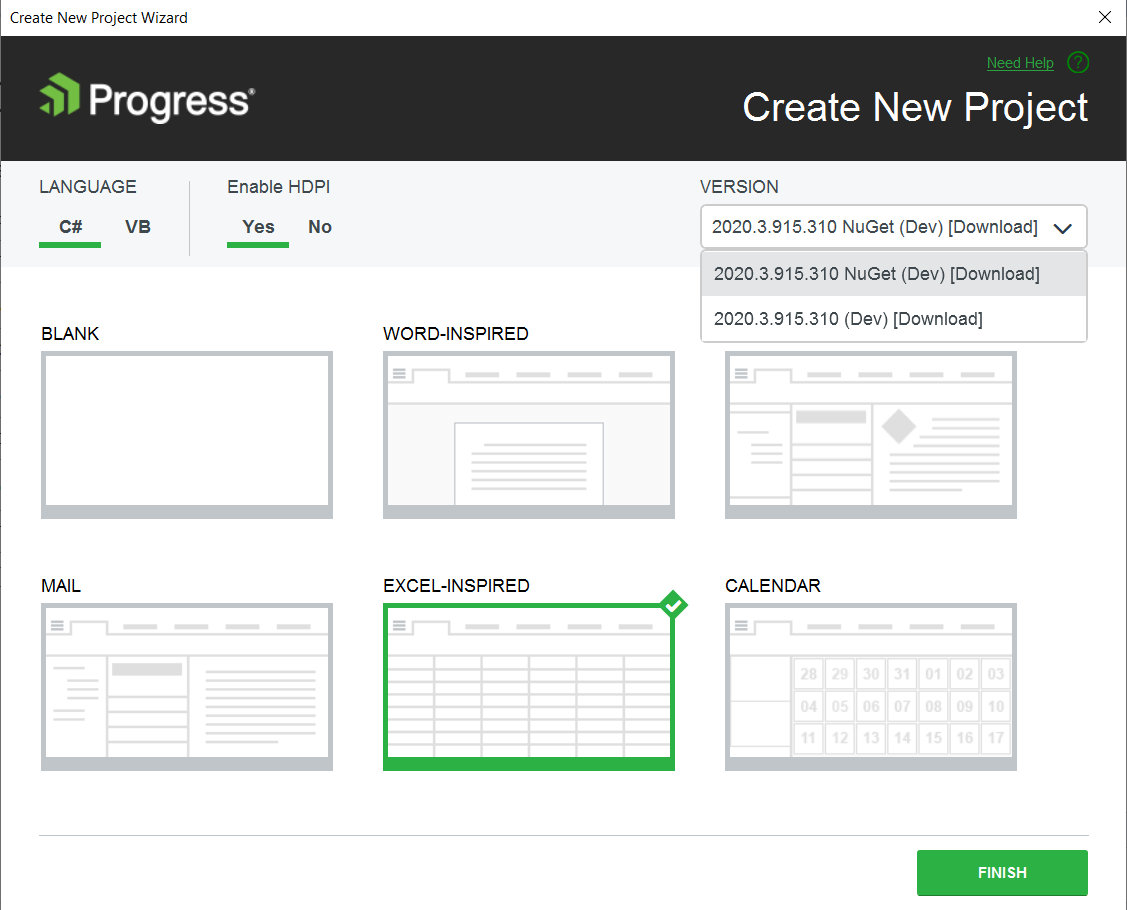 Create New Project Wizard
Need Help ?
Progress®
Create New Project
LANGUAGE
C# VB
Enable HDPI
Yes No
VERSION
2020.3.915.310 NuGet (Dev) [Download]
2020.3.915.310 NuGet (Dev) [Download]
2020.3.915.310 (Dev) [Download]
BLANK
WORD-INSPIRED
MAIL
EXCEL-INSPIRED
CALENDAR
28 29 30 31 01 02 03
04 05 06 07 08 09 10
11 12 13 14 15 16 17
FINISH